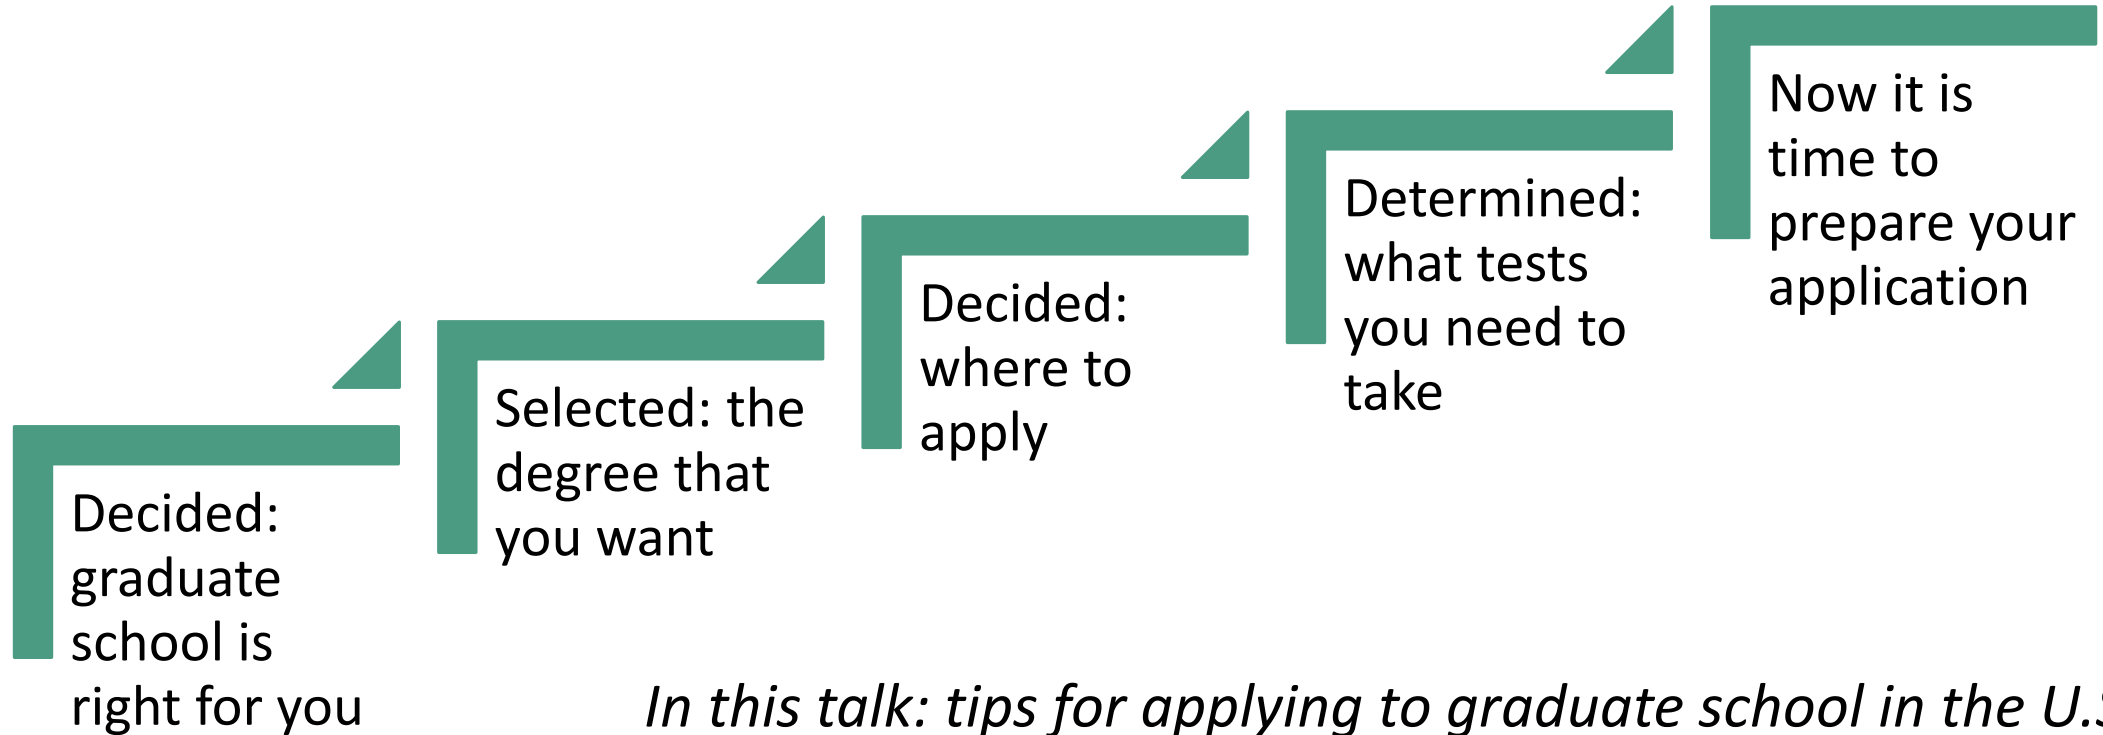 Decided:
graduate
school is
right for you
Selected: the
degree that
you want
Decided:
where to
apply
Determined:
what tests
you need to
take
Now it is
time to
prepare your
application
In this talk: tips for applying to graduate school in the U.S